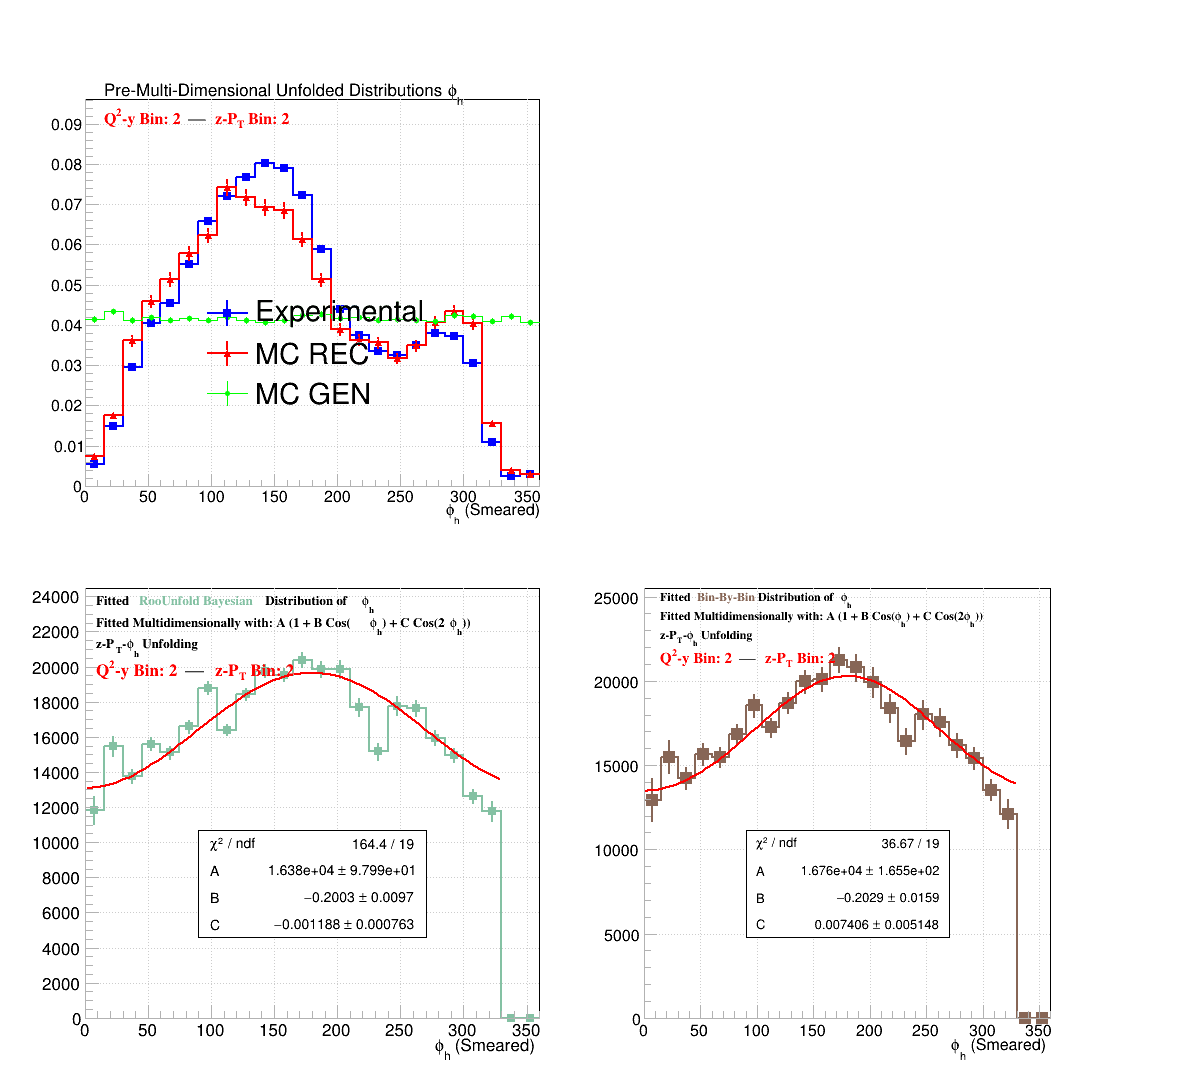 Pre-Multi-Dimensional Unfolded Distributions ϕh
Q²-y Bin: 2 — z-PT Bin: 2
0.09
0.08
0.07
0.06
0.05
0.04
0.03
0.02
0.01
0
Experimental
MC REC
MC GEN
0 50 100 150 200 250 300 350
ϕh (Smeared)
Fitted RooUnfold Bayesian Distribution of ϕh
Fitted Multidimensionally with: A (1 + B Cos( ϕh) + C Cos(2 ϕh))
z-PT-ϕh Unfolding
Q²-y Bin: 2 — z-PT Bin: 2
24000
22000
20000
18000
16000
14000
12000
10000
8000
6000
4000
2000
0
χ² / ndf 164.4 / 19
A 1.638e+04 ± 9.799e+01
B −0.2003 ± 0.0097
C −0.001188 ± 0.000763
0 50 100 150 200 250 300 350
ϕh (Smeared)
Fitted Bin-By-Bin Distribution of ϕh
Fitted Multidimensionally with: A (1 + B Cos(ϕh) + C Cos(2ϕh))
z-PT-ϕh Unfolding
Q²-y Bin: 2 — z-PT Bin: 2
25000
20000
15000
10000
5000
0
χ² / ndf 36.67 / 19
A 1.676e+04 ± 1.655e+02
B −0.2029 ± 0.0159
C 0.007406 ± 0.005148
0 50 100 150 200 250 300 350
ϕh (Smeared)